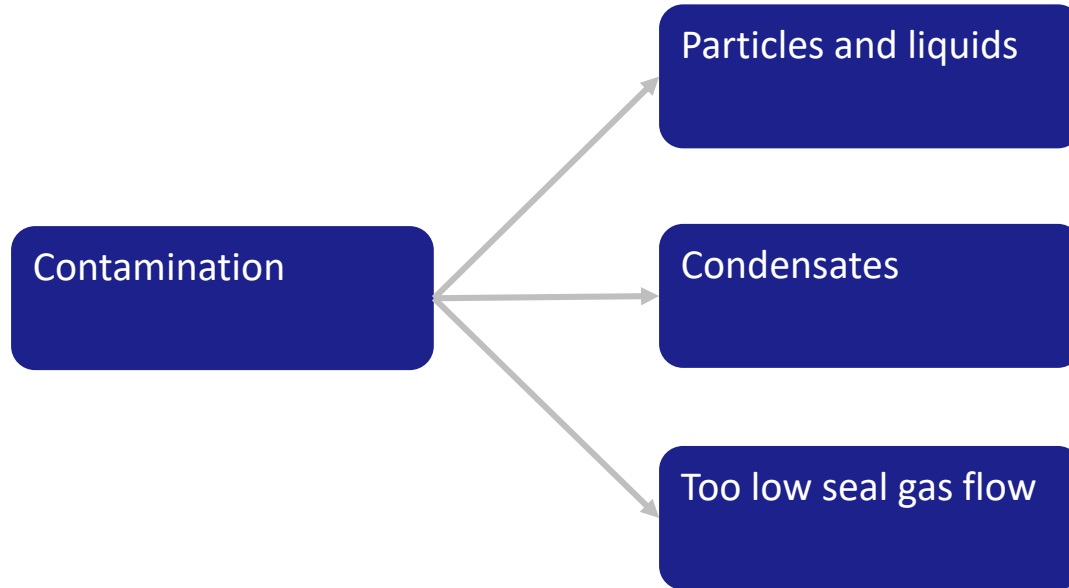 Particles and liquids
Contamination
Condensates
Too low seal gas flow